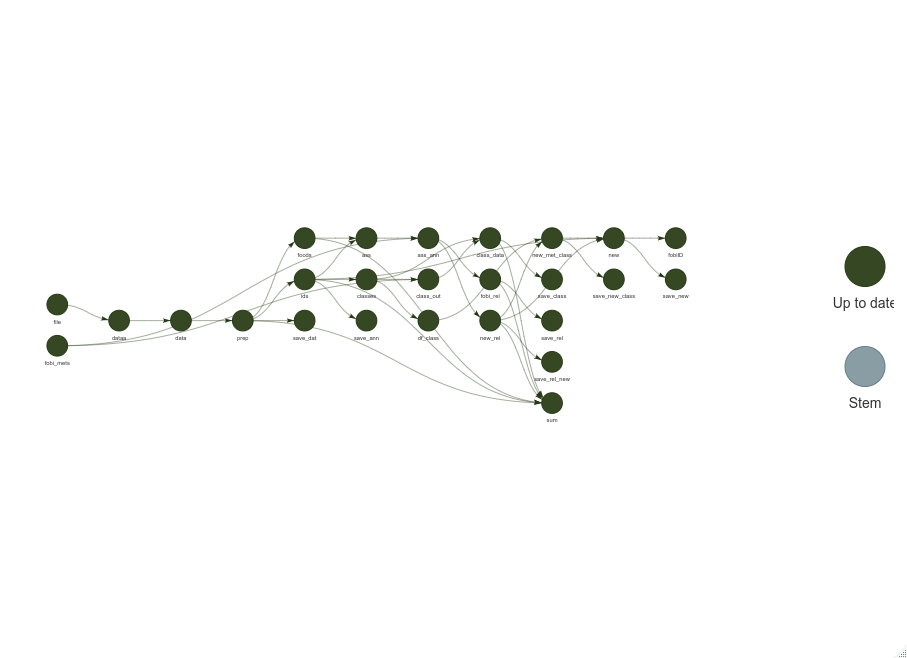 foods
ass
ass_ann
class_data
new_met_class
new
fobiID
ids
classes
class_out
fobi_rel
save_class
save_new_class
save_new
file
datas
data
prep
save_dat
save_ann
df_class
new_rel
save_rel
fobi_mets
save_rel_new
sum
Up to date
Stem